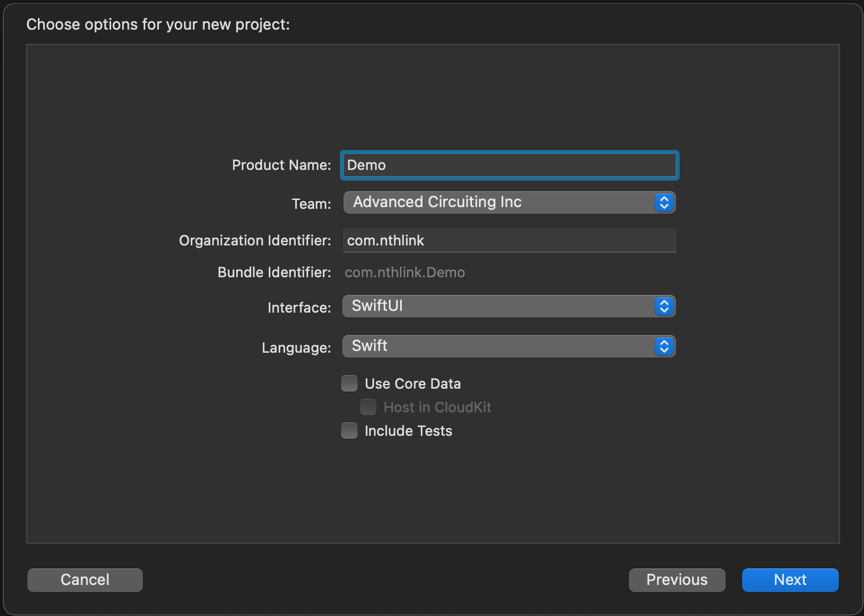 Choose options for your new project:
Product Name: Demo
Team: Advanced Circuiting Inc
Organization Identifier: com.nthlink
Bundle Identifier: com.nthlink.Demo
Interface: SwiftUI
Language: Swift
Use Core Data
Host in CloudKit
Include Tests
Cancel Previous Next